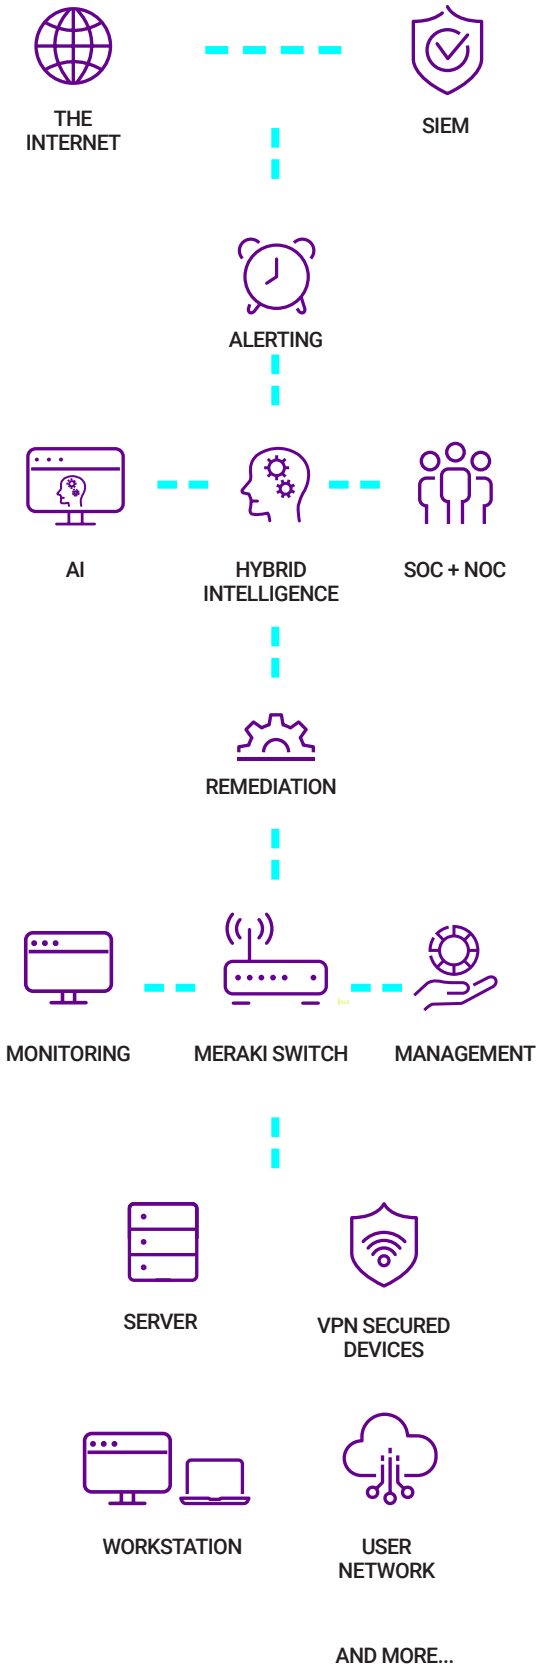 THE
INTERNET
SIEM
ALERTING
AI
HYBRID
INTELLIGENCE
SOC + NOC
REMEDIATION
MONITORING
MERAKI SWITCH
MANAGEMENT
SERVER
VPN SECURED
DEVICES
WORKSTATION
USER
NETWORK
AND MORE...